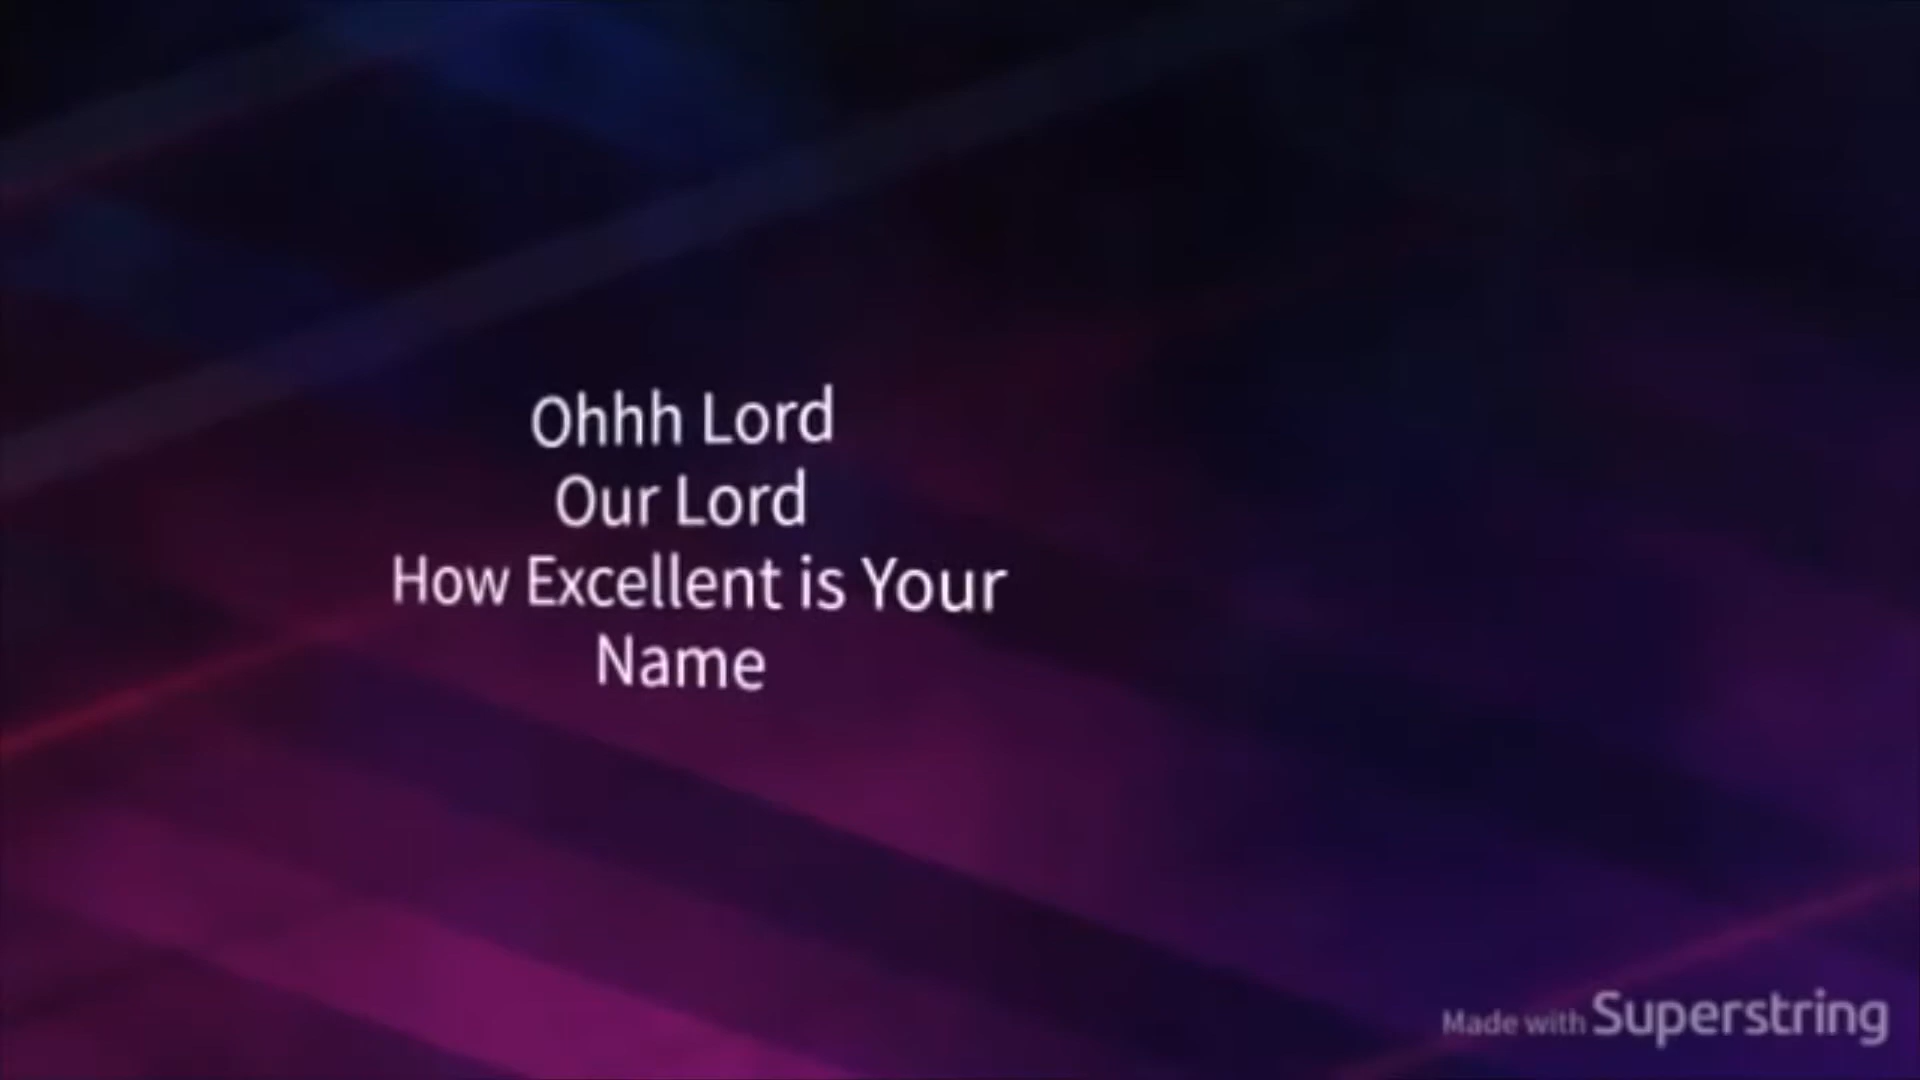 Ohhh Lord
Our Lord
How Excellent is Your
Name
Made with Superstring